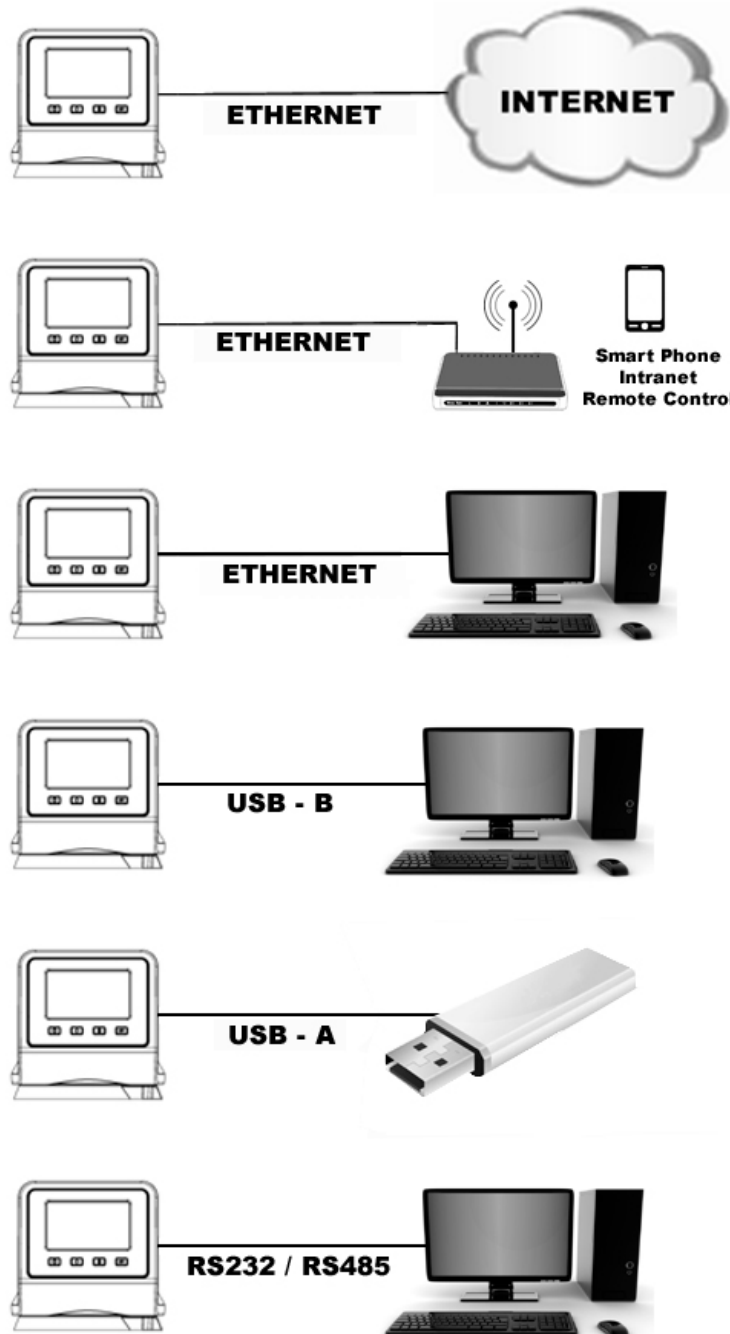 ETHERNET
INTERNET
ETHERNET
Smart Phone
Intranet
Remote Control
ETHERNET
USB - B
USB - A
RS232 / RS485